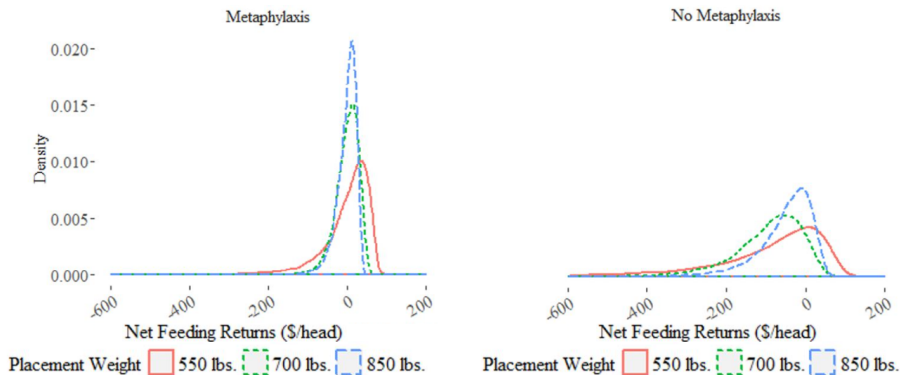 Metaphylaxis
No Metaphylaxis
Density
0.020
0.015
0.010
0.005
0.000
-600
-400
-200
0
200
-600
-400
-200
0
200
Net Feeding Returns ($/head)
Net Feeding Returns ($/head)
Placement Weight 550 lbs. 700 lbs. 850 lbs.
Placement Weight 550 lbs. 700 lbs. 850 lbs.